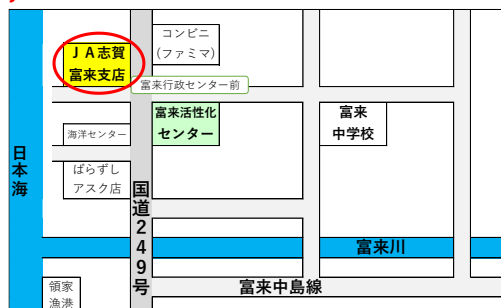 コンビニ
(ファミマ)
ＪＡ志賀
富来支店
富来行政センター前
富来活性化
センター
富来
中学校
海洋センター
ばらずし
アスク店
日本海
国道２４９号
富来川
富来中島線
領家
漁港